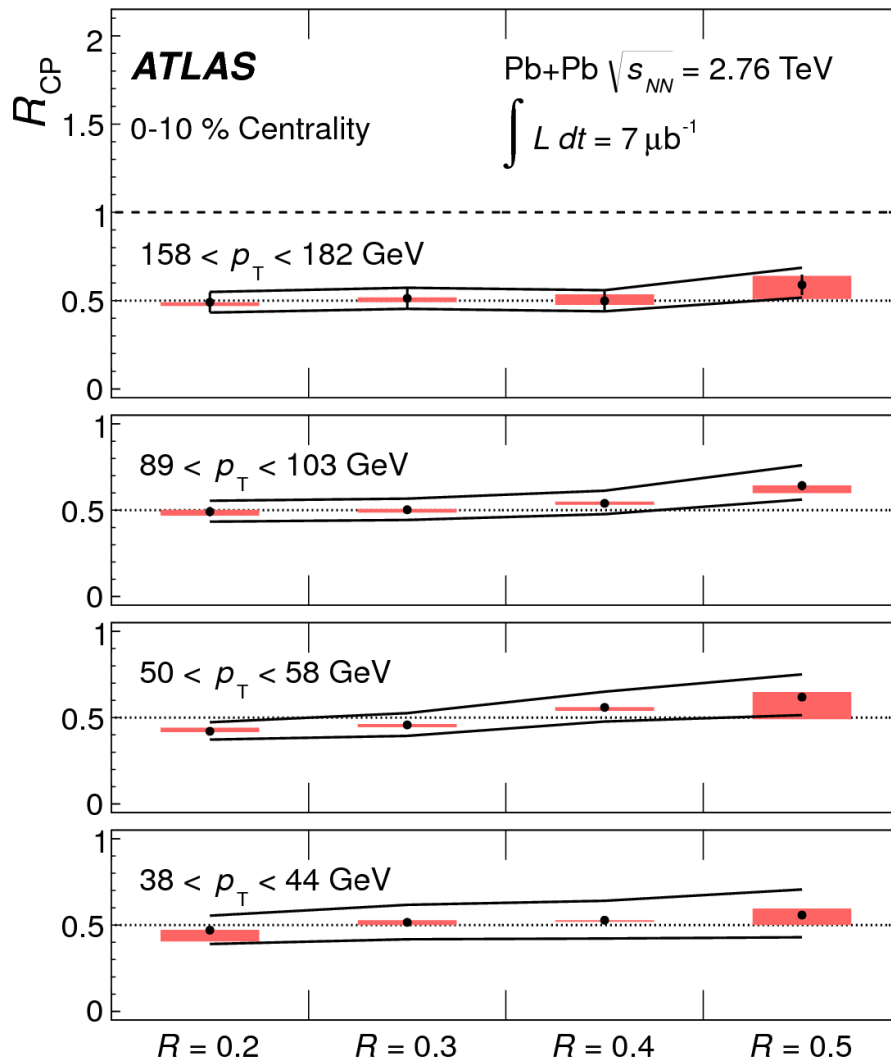 ATLAS
0-10 % Centrality
Pb+Pb √s_NN = 2.76 TeV
∫ L dt = 7 μb⁻¹
R_CP
2
1.5
1
0.5
0
158 < p_T < 182 GeV
1
0.5
0
89 < p_T < 103 GeV
1
0.5
0
50 < p_T < 58 GeV
1
0.5
0
38 < p_T < 44 GeV
R = 0.2 R = 0.3 R = 0.4 R = 0.5